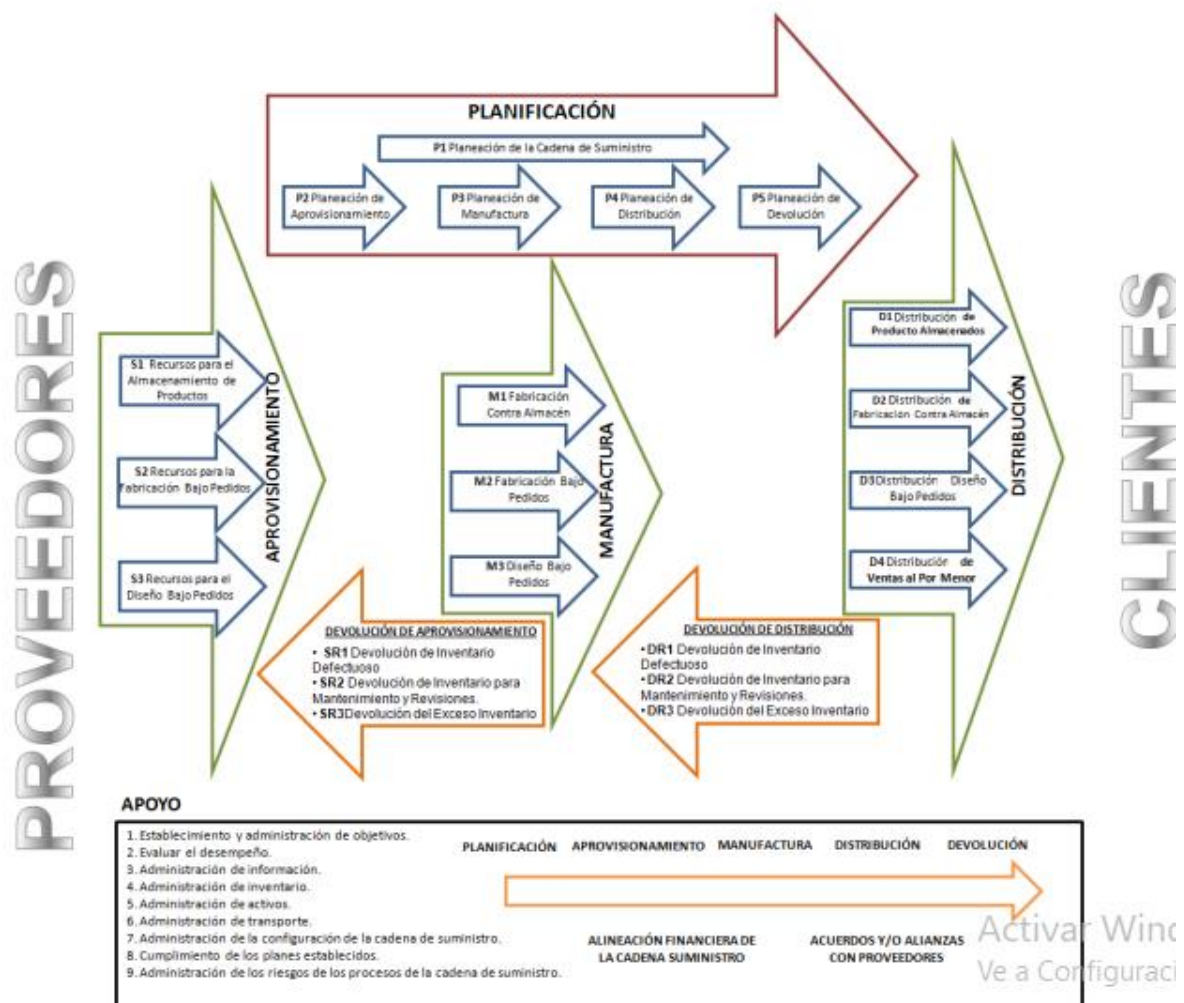 PROVEEDORES
PLANIFICACIÓN
P1 Planeación de la Cadena de Suministro
P2 Planeación de
Aprovisionamiento
P3 Planeación de
Manufactura
P4 Planeación de
Distribución
P5 Planeación de
Devolución
S1 Recursos para el
Almacenamiento de
Productos
S2 Recursos para la
Fabricación Bajo Pedidos
S3 Recursos para el
Diseño Bajo Pedidos
APROVISIONAMIENTO
M1 Fabricación
Contra Almacén
M2 Fabricación Bajo
Pedidos
M3 Diseño Bajo
Pedidos
MANUFACTURA
D1 Distribución de
Producto Almacenados
D2 Distribución de
Fabricación Contra Almacén
D3Distribución Diseño
Bajo Pedidos
D4 Distribución de
Ventas al Por Menor
DISTRIBUCIÓN
CLIENTES
DEVOLUCIÓN DE APROVISIONAMIENTO
• SR1 Devolución de Inventario
Defectuoso
• SR2 Devolución de Inventario para
Mantenimiento y Revisiones.
• SR3Devolución del Exceso Inventario
DEVOLUCIÓN DE DISTRIBUCIÓN
•DR1 Devolución de Inventario
Defectuoso
•DR2 Devolución de Inventario para
Mantenimiento y Revisiones.
•DR3 Devolución del Exceso Inventario
APOYO
1. Establecimiento y administración de objetivos.
2. Evaluar el desempeño.
3. Administración de información.
4. Administración de inventario.
5. Administración de activos.
6. Administración de transporte.
7. Administración de la configuración de la cadena de suministro.
8. Cumplimiento de los planes establecidos.
9. Administración de los riesgos de los procesos de la cadena de suministro.
PLANIFICACIÓN APROVISIONAMIENTO MANUFACTURA DISTRIBUCIÓN DEVOLUCIÓN
ALINEACIÓN FINANCIERA DE
LA CADENA SUMINISTRO
ACUERDOS Y/O ALIANZAS
CON PROVEEDORES
Activar Wind
Ve a Configuraci